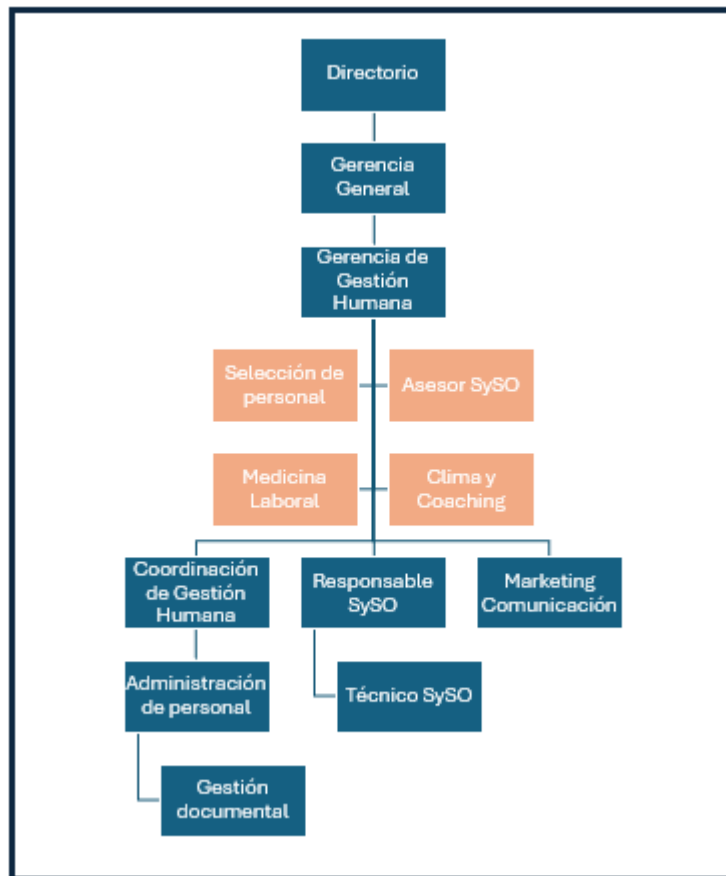 Directorio
Gerencia
General
Gerencia de
Gestión
Humana
Selección de
personal
Asesor SySO
Medicina
Laboral
Clima y
Coaching
Coordinación
de Gestión
Humana
Responsable
SySO
Marketing
Comunicación
Administración
de personal
Técnico SySO
Gestión
documental